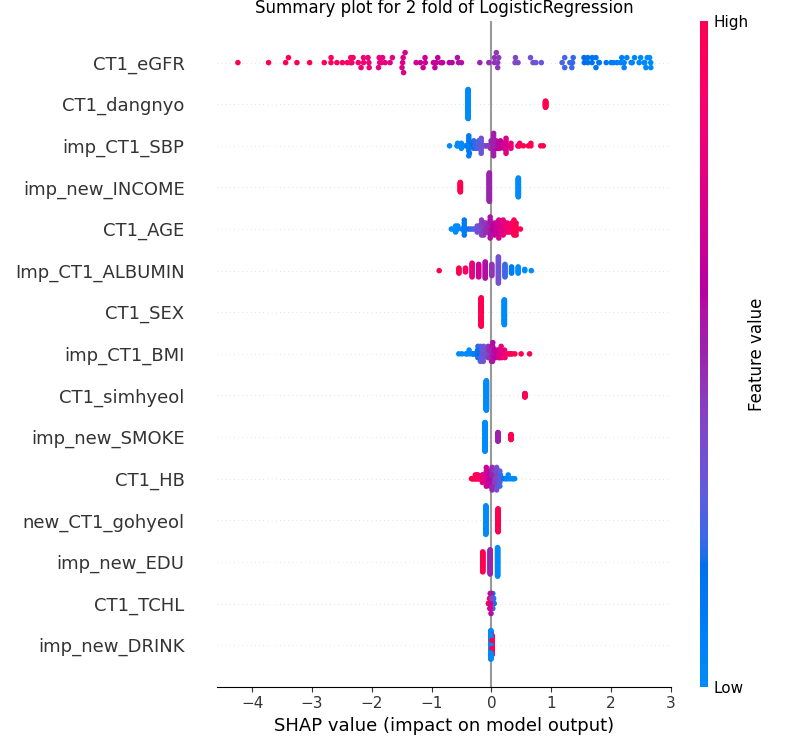 Summary plot for 2 fold of LogisticRegression
High
CT1_eGFR
CT1_dangnyo
imp_CT1_SBP
imp_new_INCOME
CT1_AGE
Imp_CT1_ALBUMIN
CT1_SEX
imp_CT1_BMI
CT1_simhyeol
imp_new_SMOKE
CT1_HB
new_CT1_gohyeol
imp_new_EDU
CT1_TCHL
imp_new_DRINK
Feature value
Low
−4 −3 −2 −1 0 1 2 3
SHAP value (impact on model output)